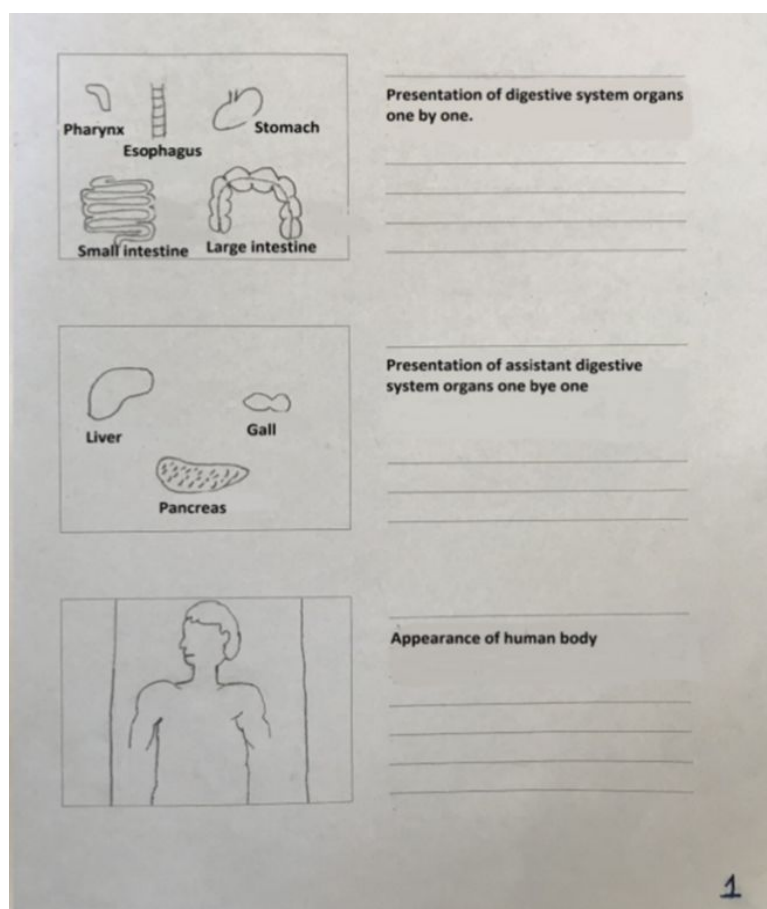 Pharynx
Esophagus
Stomach
Small intestine
Large intestine
Presentation of digestive system organs
one by one.
Liver
Gall
Pancreas
Presentation of assistant digestive
system organs one bye one
Appearance of human body
1